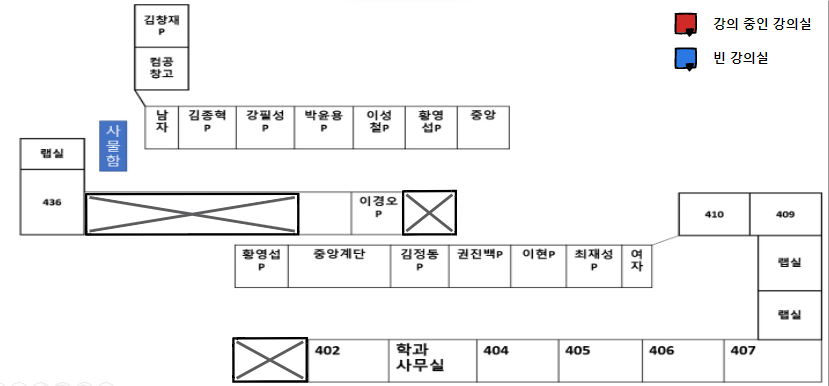 김창재
P
강의 중인 강의실
컴공
창고
빈 강의실
남
자
김종혁
P
강필성
P
박윤용
P
이성
철P
황영
섭P
중앙
사
물
함
랩실
436
이경오
P
410
409
황영섭
P
중앙계단
김정동
P
권진백P
이현P
최재성
P
여
자
랩실
랩실
402
학과
사무실
404
405
406
407